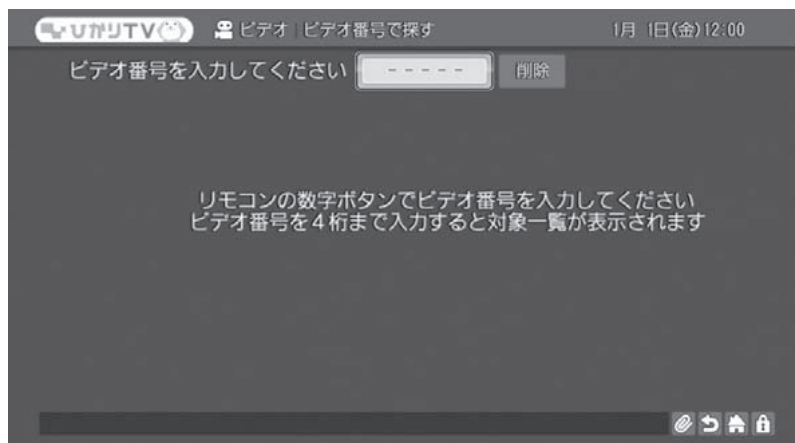 ひかりTV ビデオ | ビデオ番号で探す 1月 1日(金)12:00
ビデオ番号を入力してください ----- 削除
リモコンの数字ボタンでビデオ番号を入力してください
ビデオ番号を4桁まで入力すると対象一覧が表示されます